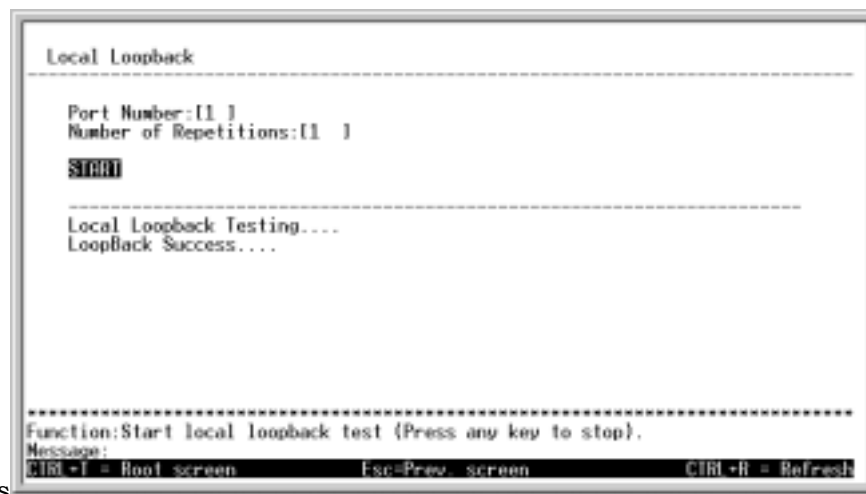 Local Loopback
Port Number:[1 ]
Number of Repetitions:[1  ]
START
Local Loopback Testing....
LoopBack Success....
Function:Start local loopback test (Press any key to stop).
Message:
CTRL+T = Root screen Esc=Prev. screen CTRL+R = Refresh
s